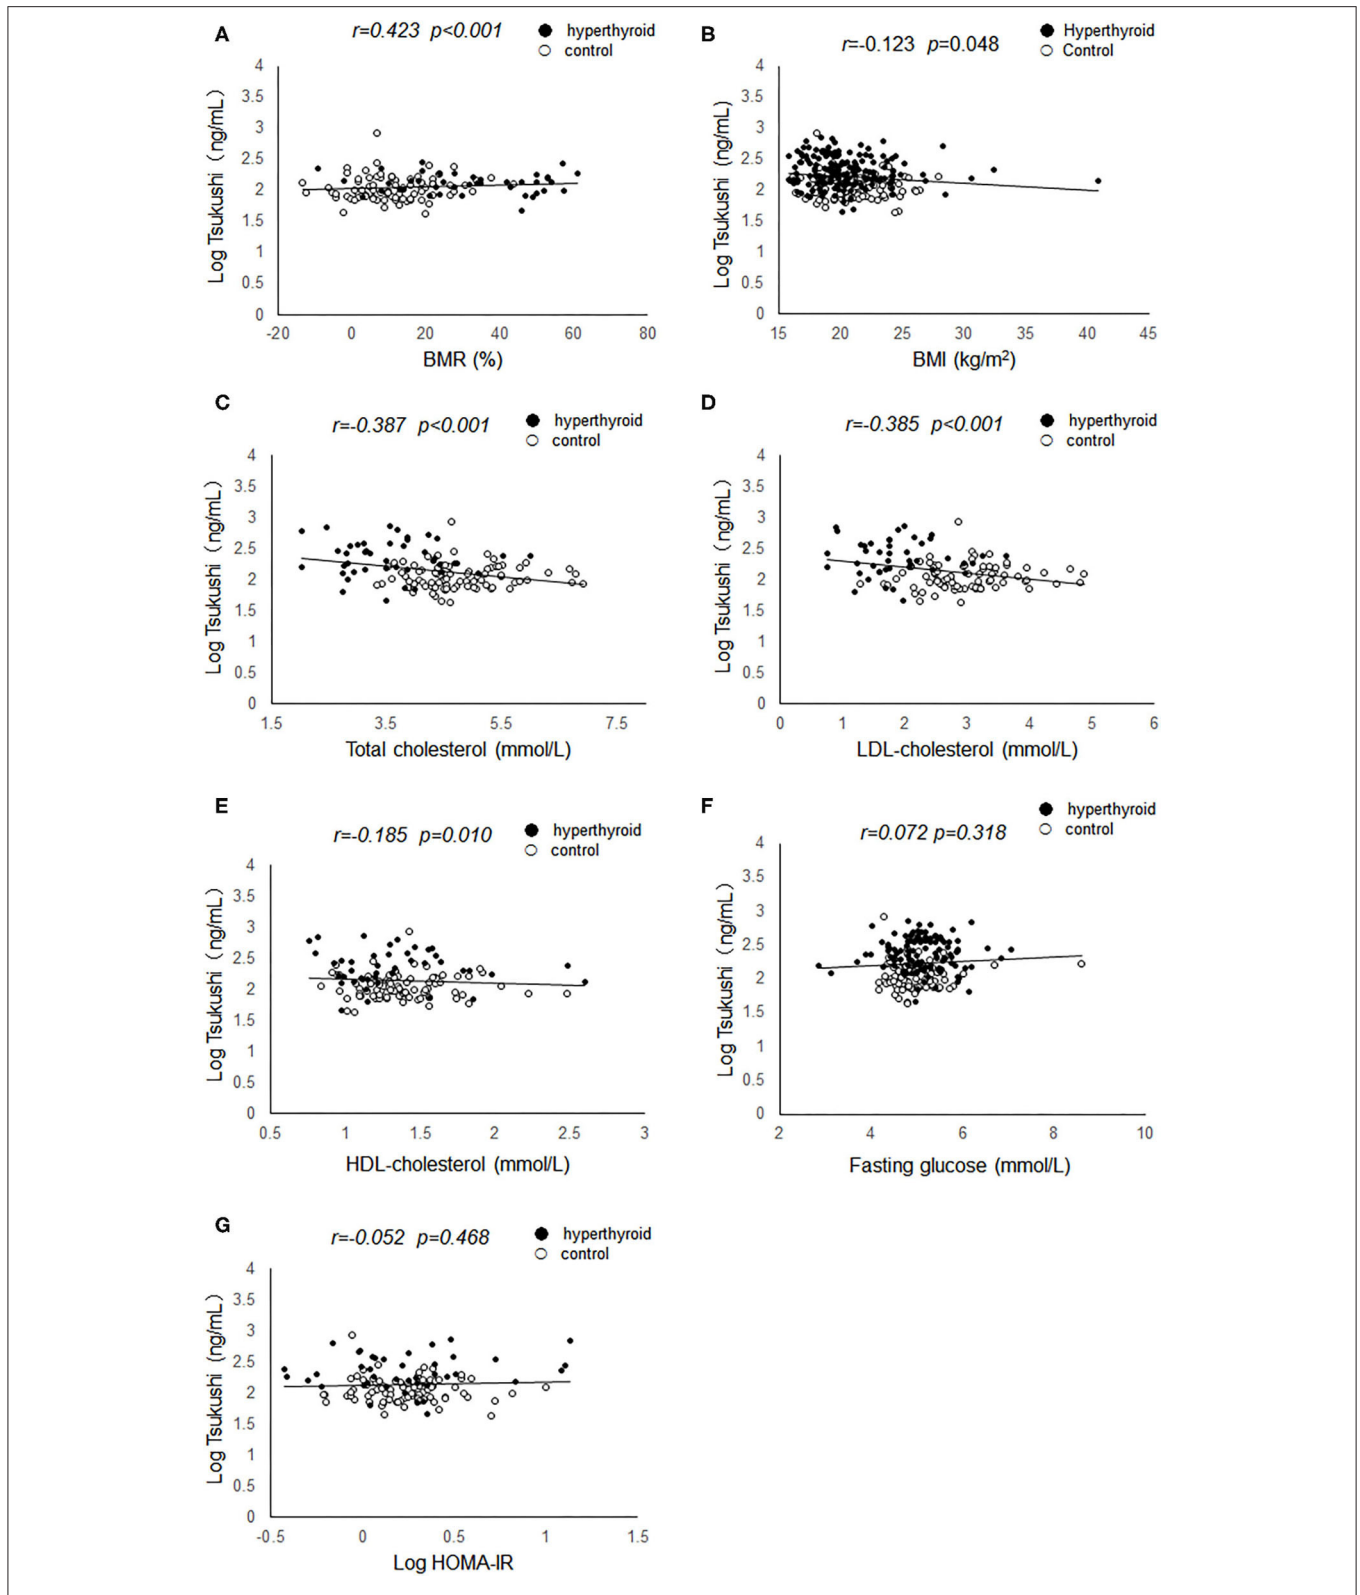 A
r=0.423 p<0.001
hyperthyroid
control
Log Tsukushi (ng/mL)
4
3.5
3
2.5
2
1.5
1
0.5
0
-20 0 20 40 60 80
BMR (%)
B
r=-0.123 p=0.048
Hyperthyroid
Control
Log Tsukushi (ng/mL)
4
3.5
3
2.5
2
1.5
1
0.5
0
15 20 25 30 35 40 45
BMI (kg/m²)
C
r=-0.387 p<0.001
hyperthyroid
control
Log Tsukushi (ng/mL)
4
3.5
3
2.5
2
1.5
1
0.5
0
1.5 3.5 5.5 7.5
Total cholesterol (mmol/L)
D
r=-0.385 p<0.001
hyperthyroid
control
Log Tsukushi (ng/mL)
4
3.5
3
2.5
2
1.5
1
0.5
0
0 1 2 3 4 5 6
LDL-cholesterol (mmol/L)
E
r=-0.185 p=0.010
hyperthyroid
control
Log Tsukushi (ng/mL)
4
3.5
3
2.5
2
1.5
1
0.5
0
0.5 1 1.5 2 2.5 3
HDL-cholesterol (mmol/L)
F
r=0.072 p=0.318
hyperthyroid
control
Log Tsukushi (ng/mL)
4
3.5
3
2.5
2
1.5
1
0.5
0
2 4 6 8 10
Fasting glucose (mmol/L)
G
r=-0.052 p=0.468
hyperthyroid
control
Log Tsukushi (ng/mL)
4
3.5
3
2.5
2
1.5
1
0.5
0
-0.5 0 0.5 1 1.5
Log HOMA-IR